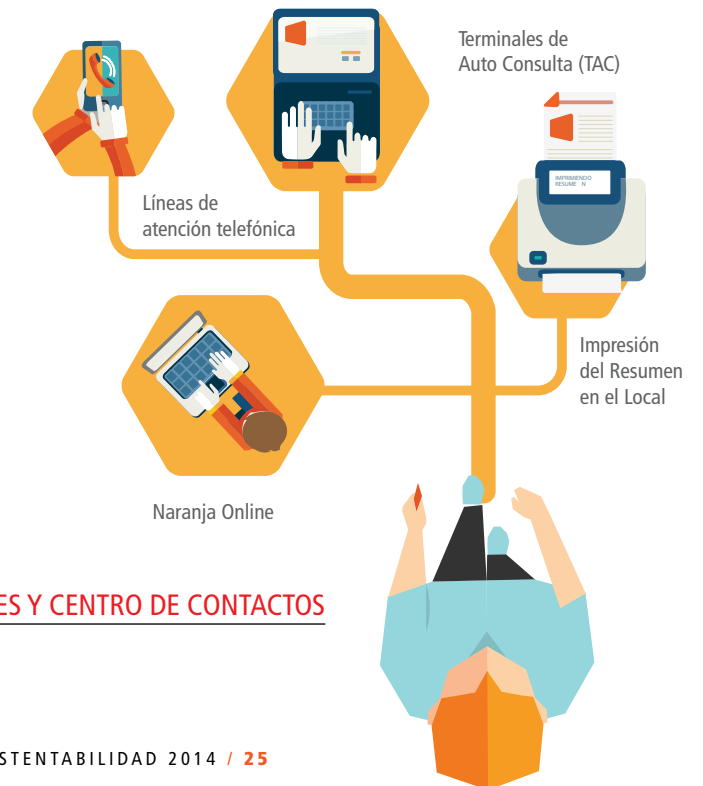 Terminales de
Auto Consulta (TAC)
IMPRIMIENDO
RESUME N
Líneas de
atención telefónica
Impresión
del Resumen
en el Local
Naranja Online
ES Y CENTRO DE CONTACTOS
STENTABILIDAD 2014 / 25